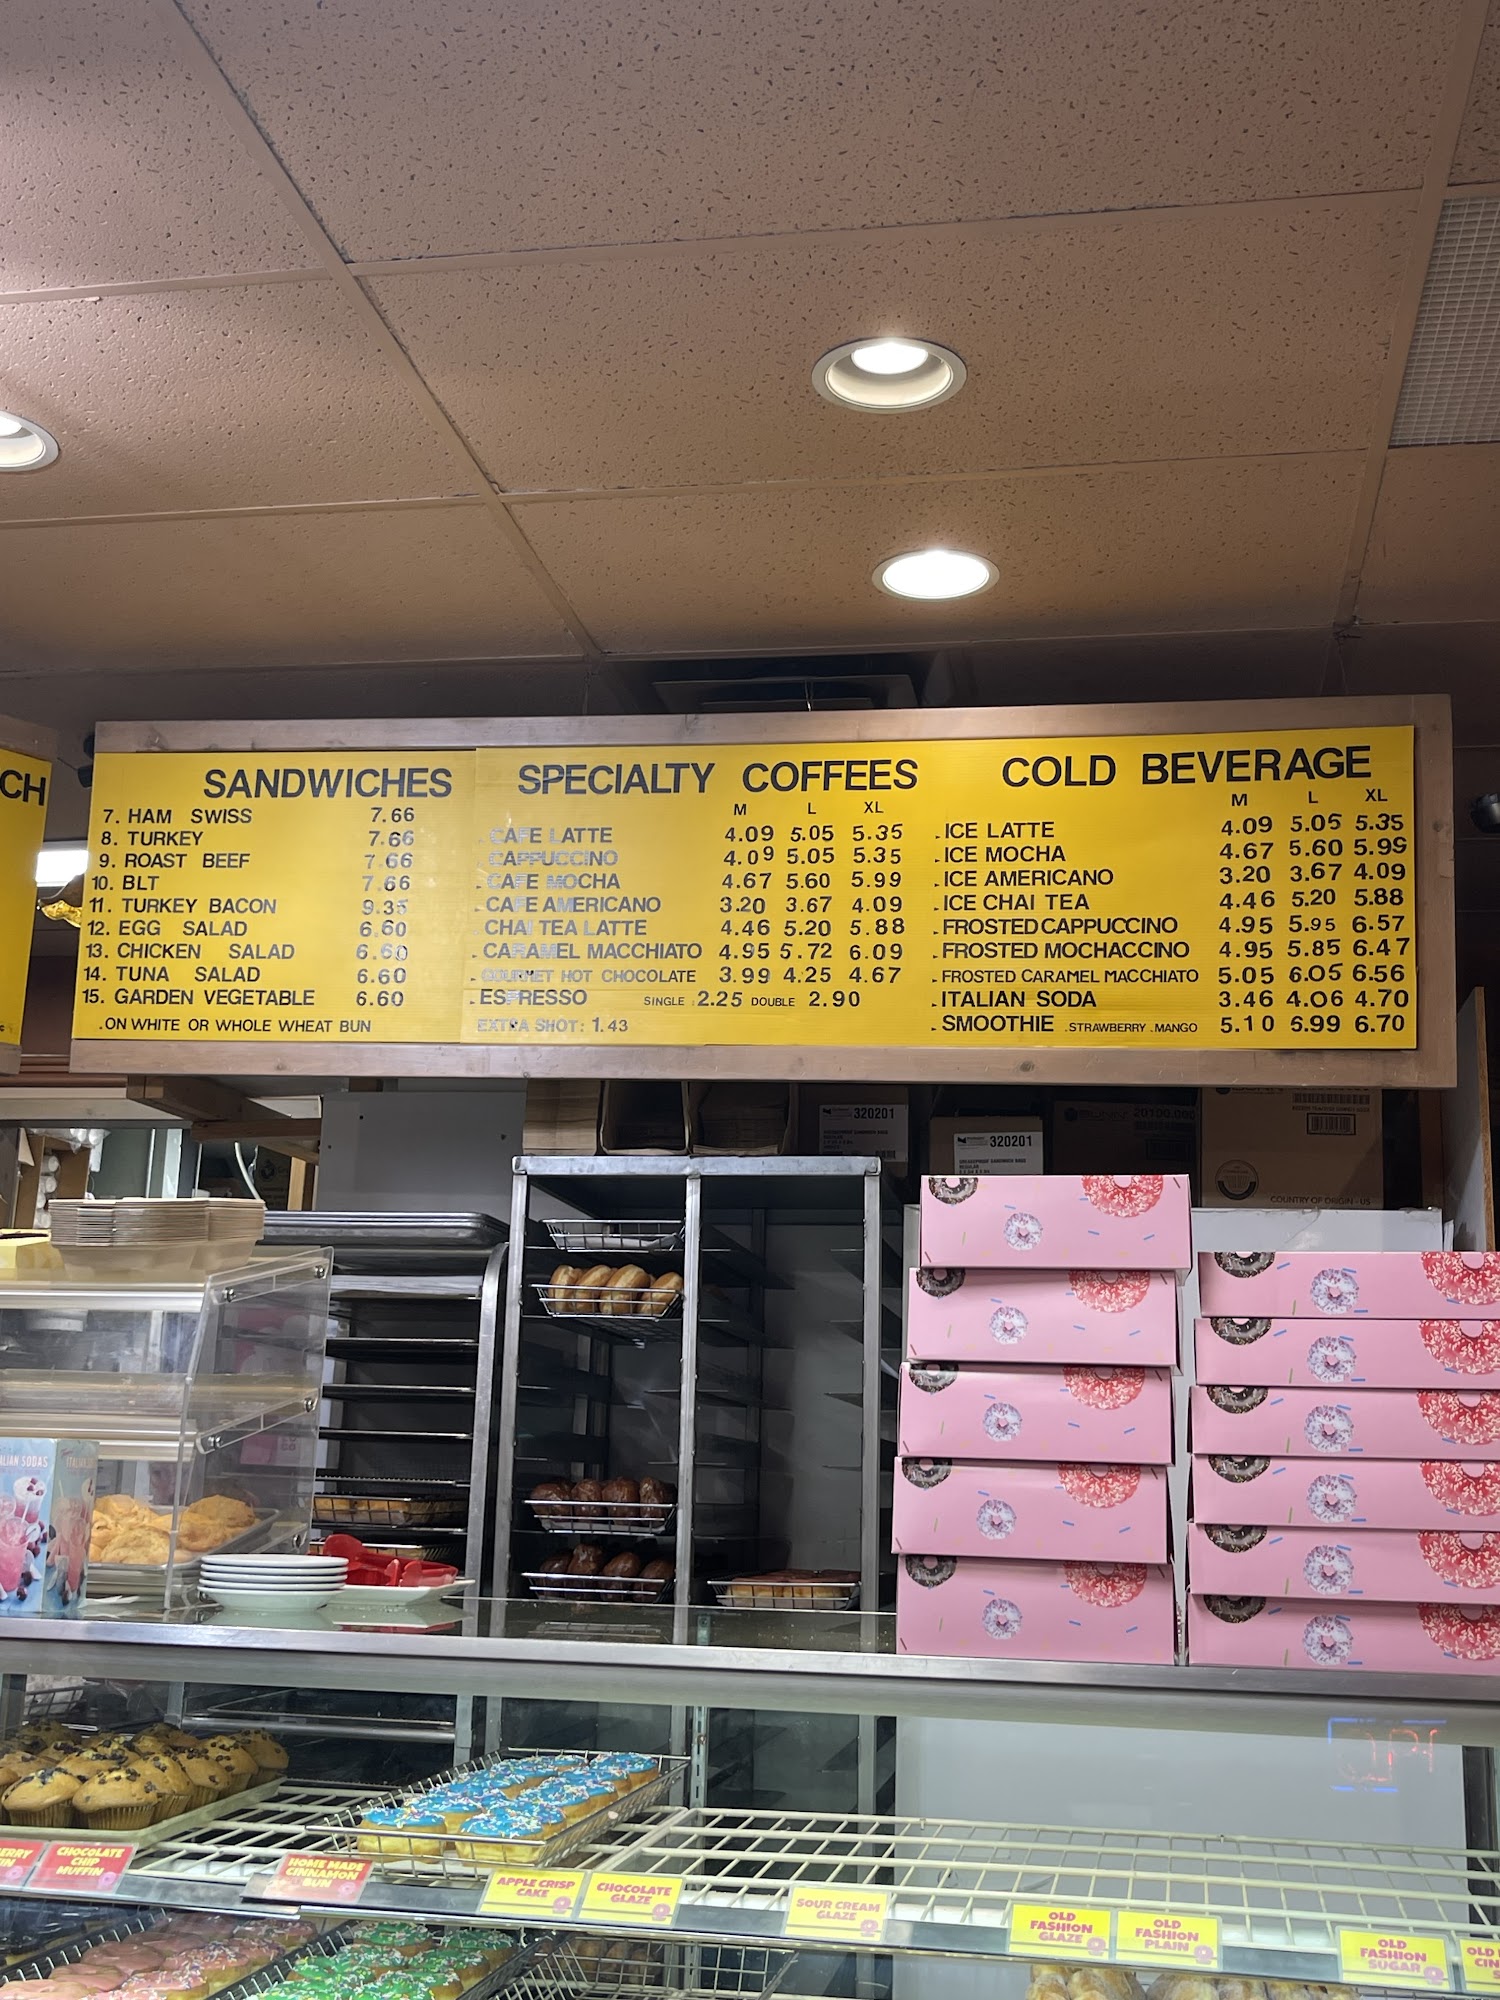 CH
SANDWICHES
7. HAM SWISS 7.66
8. TURKEY 7.66
9. ROAST BEEF 7.66
10. BLT 7.66
11. TURKEY BACON 9.35
12. EGG SALAD 6.60
13. CHICKEN SALAD 6.60
14. TUNA SALAD 6.60
15. GARDEN VEGETABLE 6.60
.ON WHITE OR WHOLE WHEAT BUN
SPECIALTY COFFEES
M L XL
. CAFE LATTE 4.09 5.05 5.35
. CAPPUCCINO 4.09 5.05 5.35
. CAFE MOCHA 4.67 5.60 5.99
. CAFE AMERICANO 3.20 3.67 4.09
. CHAI TEA LATTE 4.46 5.20 5.88
. CARAMEL MACCHIATO 4.95 5.72 6.09
. GOURMET HOT CHOCOLATE 3.99 4.25 4.67
. ESPRESSO SINGLE : 2.25 DOUBLE 2.90
EXTRA SHOT: 1.43
COLD BEVERAGE
M L XL
. ICE LATTE 4.09 5.05 5.35
. ICE MOCHA 4.67 5.60 5.99
. ICE AMERICANO 3.20 3.67 4.09
. ICE CHAI TEA 4.46 5.20 5.88
. FROSTED CAPPUCCINO 4.95 5.95 6.57
. FROSTED MOCHACCINO 4.95 5.85 6.47
. FROSTED CARAMEL MACCHIATO 5.05 6.05 6.56
. ITALIAN SODA 3.46 4.06 4.70
. SMOOTHIE .STRAWBERRY .MANGO 5.10 6.99 6.70
320201
320201
20100.000
COUNTRY OF ORIGIN - US
ALIAN SODAS
CHOCOLATE
CHIP
MUFFIN
HOME MADE
CINNAMON
BUN
APPLE CRISP
CAKE
CHOCOLATE
GLAZE
SOUR CREAM
GLAZE
OLD
FASHION
GLAZE
OLD
FASHION
PLAIN
OLD
FASHION
SUGAR
OLD